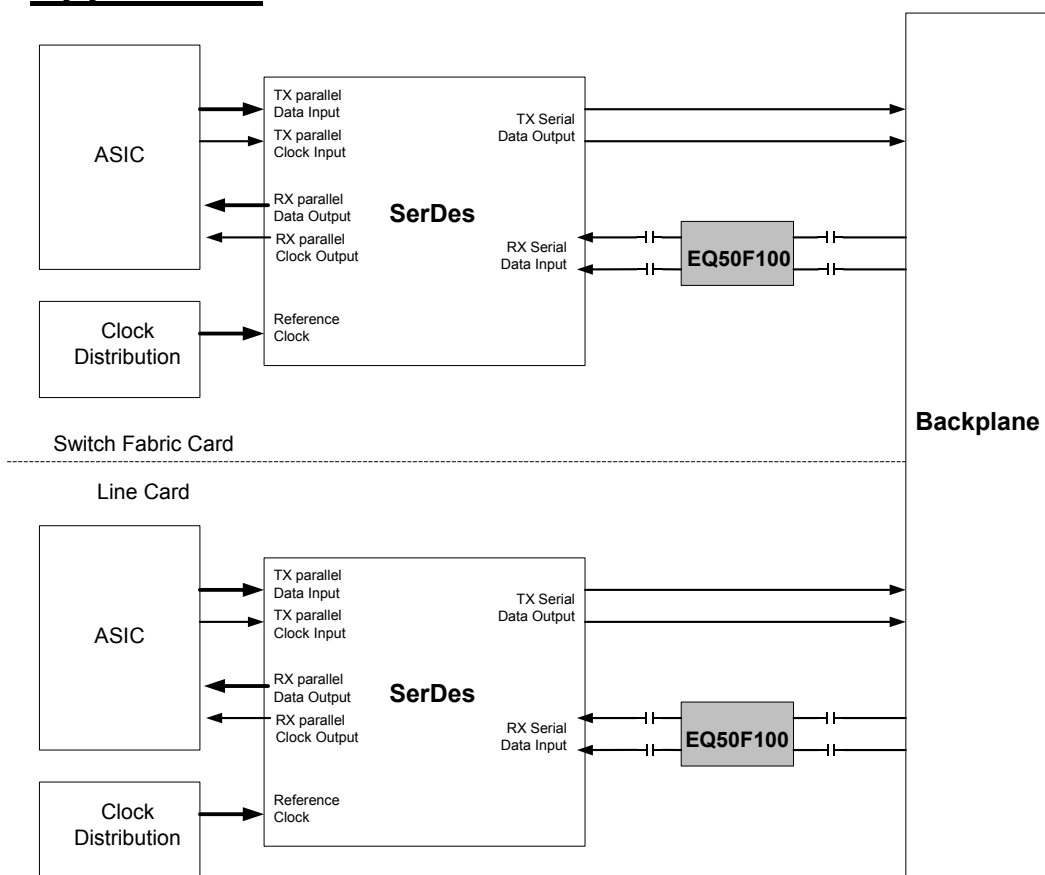 TX parallel
Data Input
TX parallel
Clock Input
TX Serial
Data Output
ASIC
RX parallel
Data Output
SerDes
RX parallel
Clock Output
RX Serial
Data Input
EQ50F100
Clock
Distribution
Reference
Clock
Backplane
Switch Fabric Card
Line Card
TX parallel
Data Input
TX parallel
Clock Input
TX Serial
Data Output
ASIC
RX parallel
Data Output
SerDes
RX parallel
Clock Output
RX Serial
Data Input
EQ50F100
Clock
Distribution
Reference
Clock